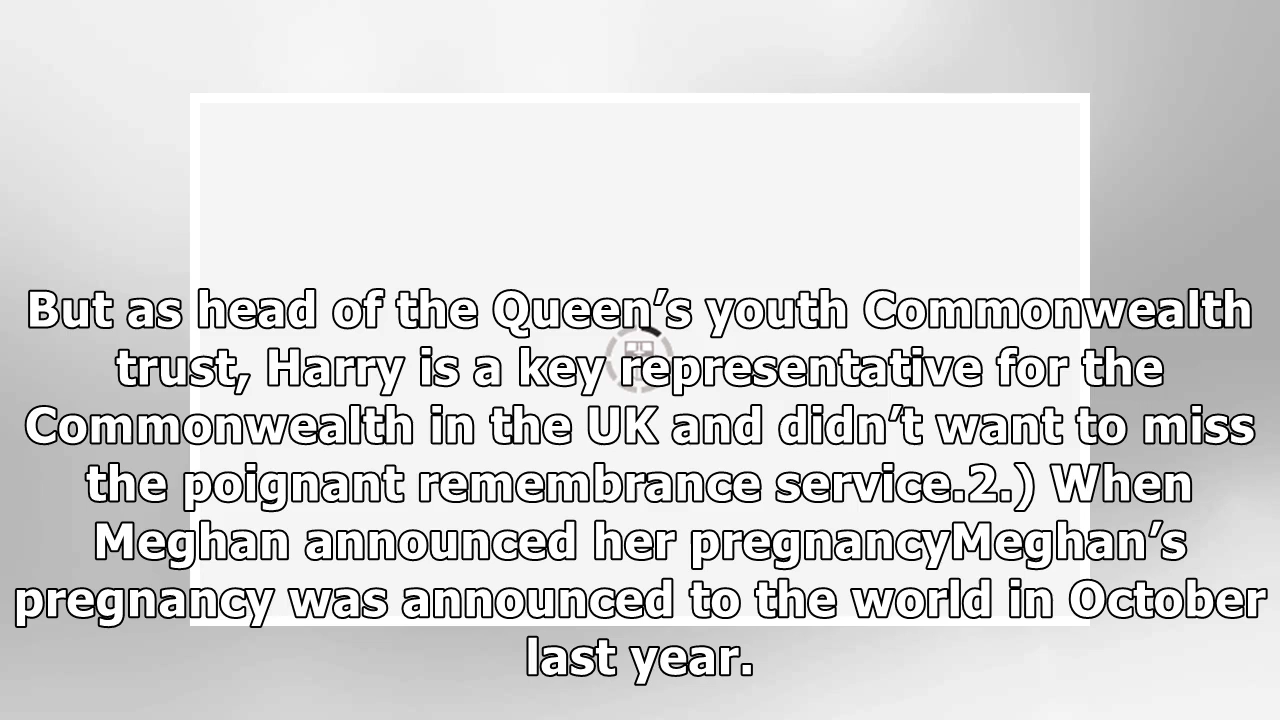 But as head of the Queen’s youth Commonwealth
trust, Harry is a key representative for the
Commonwealth in the UK and didn’t want to miss
the poignant remembrance service.2.) When
Meghan announced her pregnancyMeghan’s
pregnancy was announced to the world in October
last year.